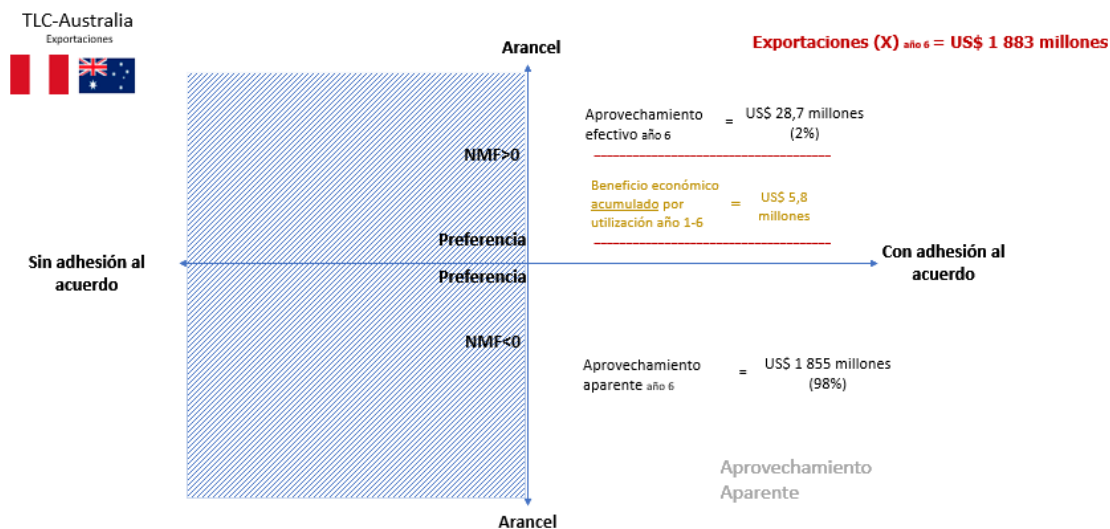 TLC-Australia
Exportaciones
Arancel
Exportaciones (X) año 6 = US$ 1 883 millones
Aprovechamiento
efectivo año 6
=
US$ 28,7 millones
(2%)
NMF>0
Beneficio económico
acumulado por
utilización año 1-6
=
US$ 5,8
millones
Preferencia
Sin adhesión al
acuerdo
Con adhesión al
acuerdo
Preferencia
NMF<0
Aprovechamiento
aparente año 6
=
US$ 1 855 millones
(98%)
Aprovechamiento
Aparente
Arancel